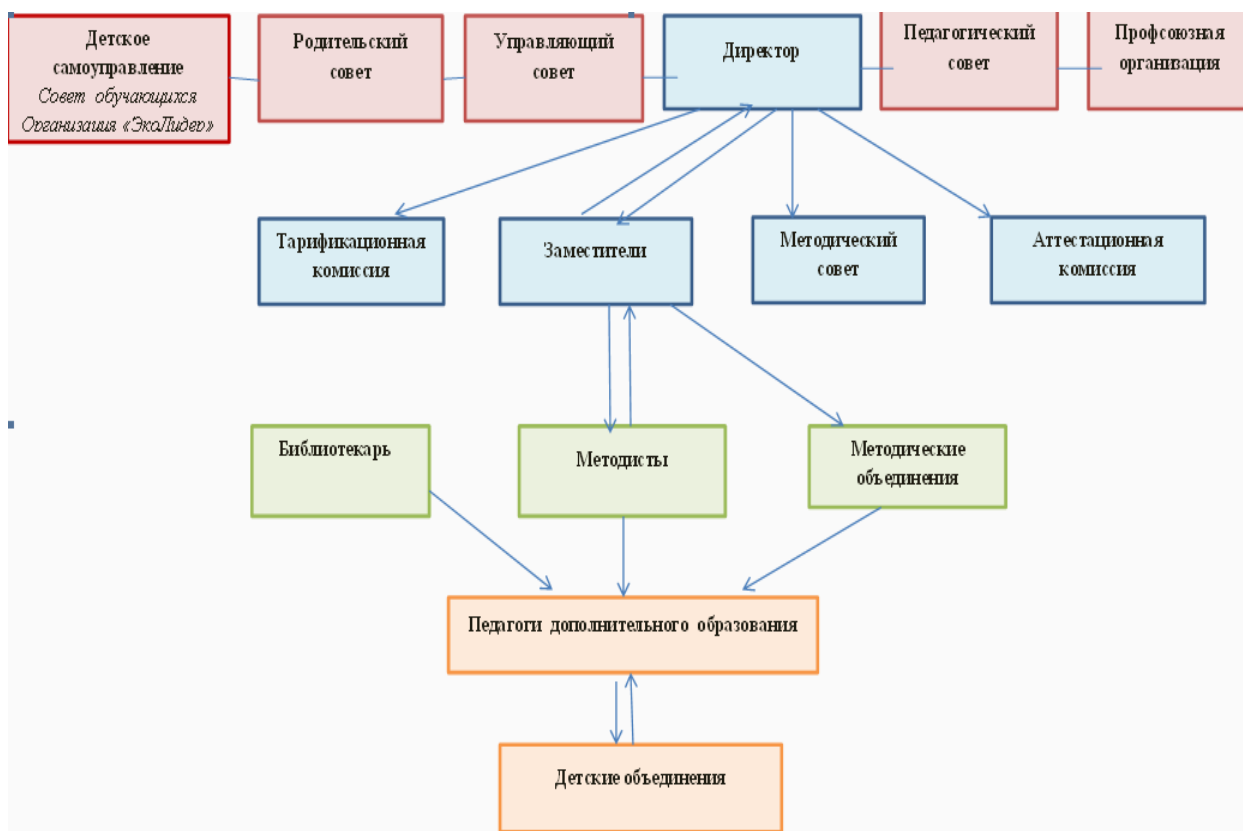 Детское
самоуправление
Совет обучающихся
Организация «ЭкоЛидер»
Родительский
совет
Управляющий
совет
Директор
Педагогический
совет
Профсоюзная
организация
Тарификационная
комиссия
Заместители
Методический
совет
Аттестационная
комиссия
Библиотекарь
Методисты
Методические
объединения
Педагоги дополнительного образования
Детские объединения